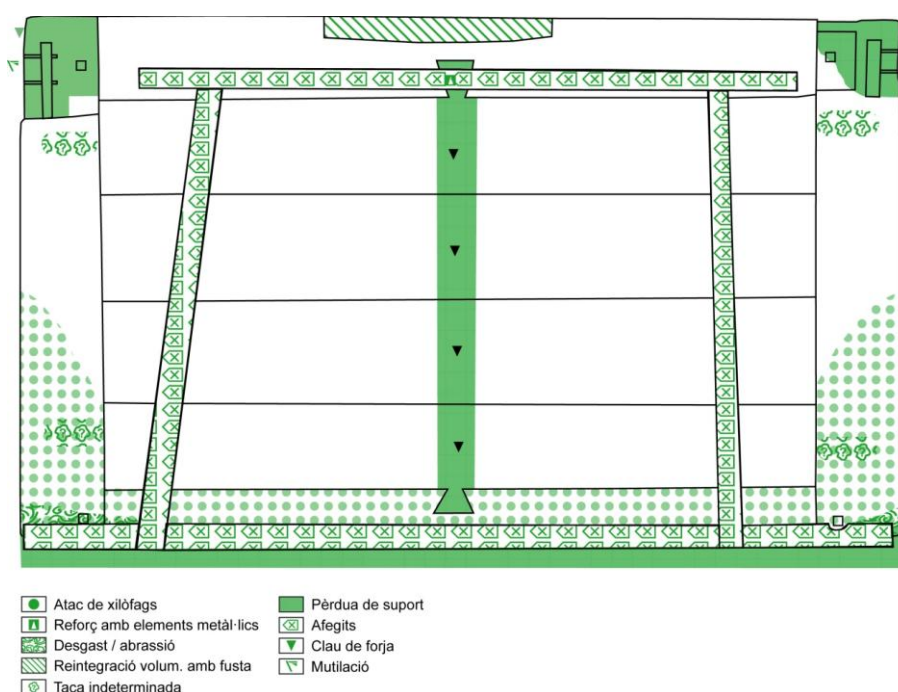 Atac de xilòfags
Reforç amb elements metàl·lics
Desgast / abrassió
Reintegració volum. amb fusta
Taca indeterminada
Pèrdua de suport
Afegits
Clau de forja
Mutilació